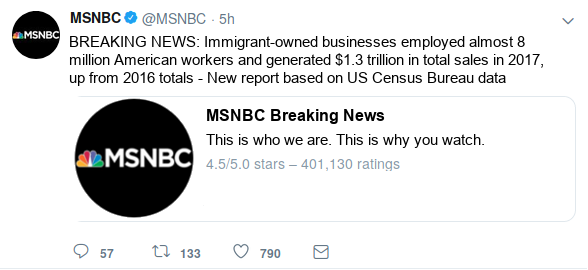 MSNBC @MSNBC · 5h
MSNBC
BREAKING NEWS: Immigrant-owned businesses employed almost 8
million American workers and generated $1.3 trillion in total sales in 2017,
up from 2016 totals - New report based on US Census Bureau data
MSNBC
MSNBC Breaking News
This is who we are. This is why you watch.
4.5/5.0 stars – 401,130 ratings
57 133 790